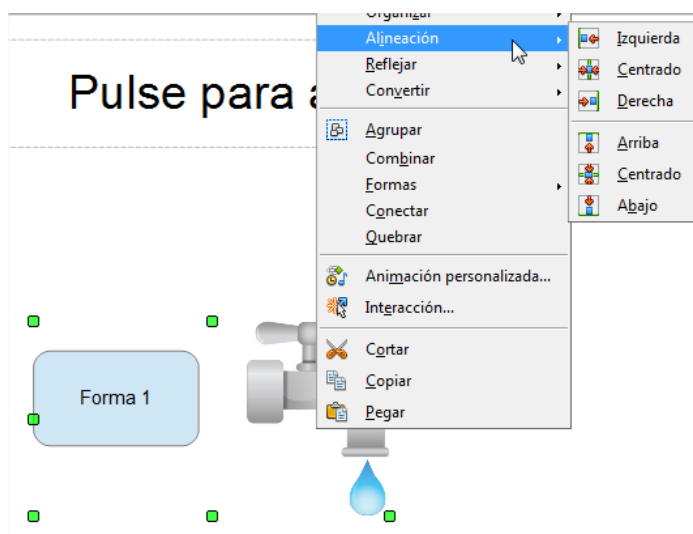 Organizar
Alineación
Reflejar
Convertir
Agrupar
Combinar
Formas
Conectar
Quebrar
Animación personalizada...
Interacción...
Cortar
Copiar
Pegar
Izquierda
Centrado
Derecha
Arriba
Centrado
Abajo
Pulse para a
Forma 1